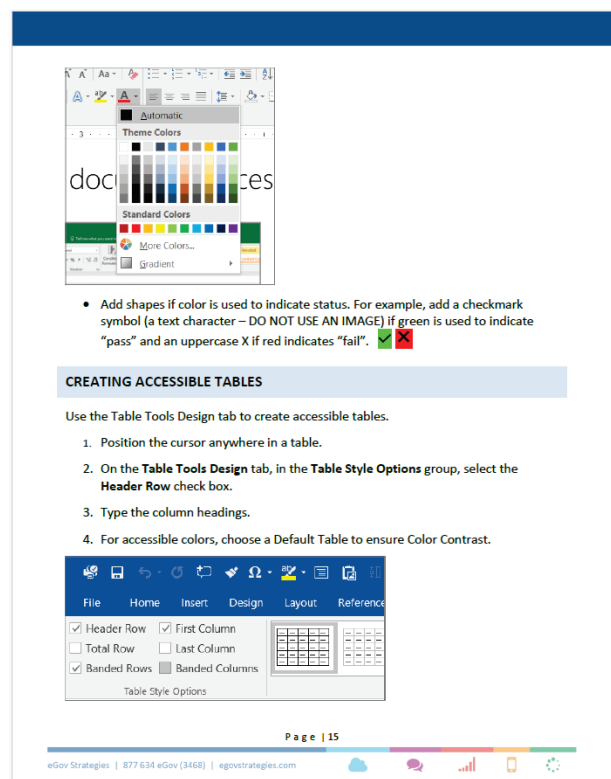 Aa
A
Automatic
3
Theme Colors
doc
ces
Standard Colors
More Colors...
Gradient
• Add shapes if color is used to indicate status. For example, add a checkmark
symbol (a text character – DO NOT USE AN IMAGE) if green is used to indicate
“pass” and an uppercase X if red indicates “fail”. ✓ X
CREATING ACCESSIBLE TABLES
Use the Table Tools Design tab to create accessible tables.
1. Position the cursor anywhere in a table.
2. On the Table Tools Design tab, in the Table Style Options group, select the
Header Row check box.
3. Type the column headings.
4. For accessible colors, choose a Default Table to ensure Color Contrast.
File Home Insert Design Layout Reference
Header Row First Column
Total Row Last Column
Banded Rows Banded Columns
Table Style Options
Page | 15
eGov Strategies | 877 634 eGov (3468) | egovstrategies.com